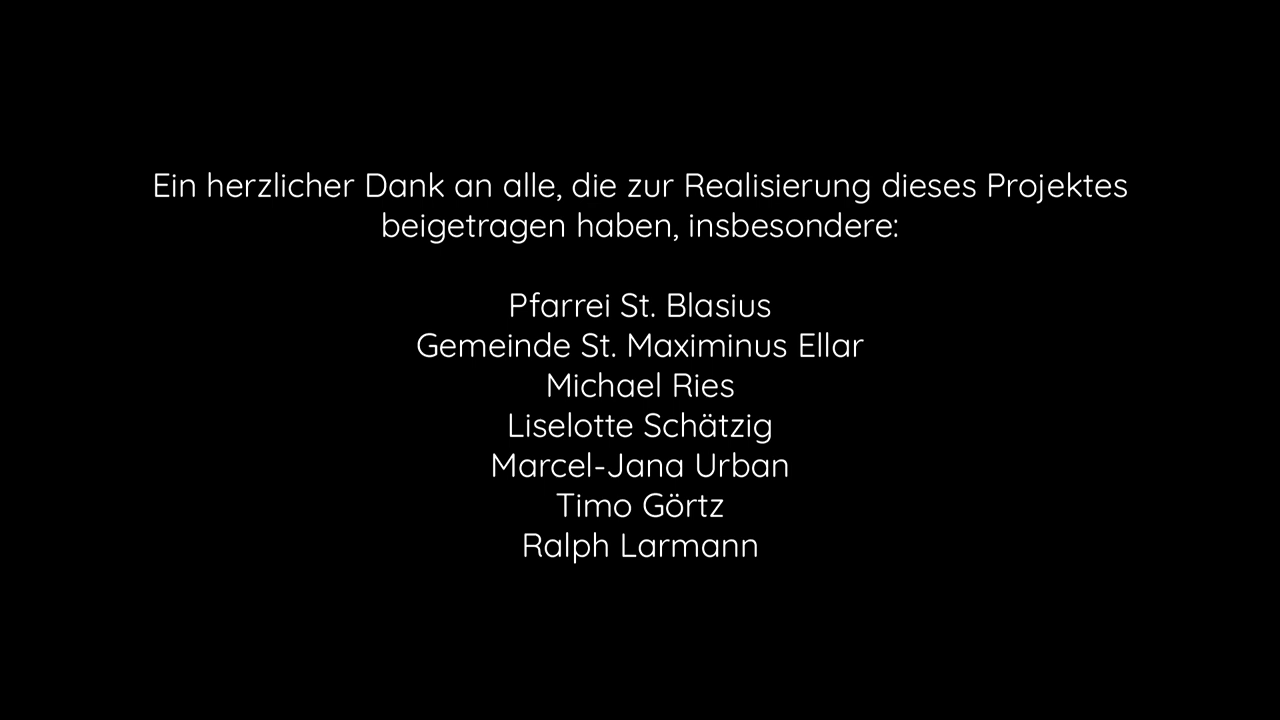 Ein herzlicher Dank an alle, die zur Realisierung dieses Projektes
beigetragen haben, insbesondere:
Pfarrei St. Blasius
Gemeinde St. Maximinus Ellar
Michael Ries
Liselotte Schätzig
Marcel-Jana Urban
Timo Görtz
Ralph Larmann